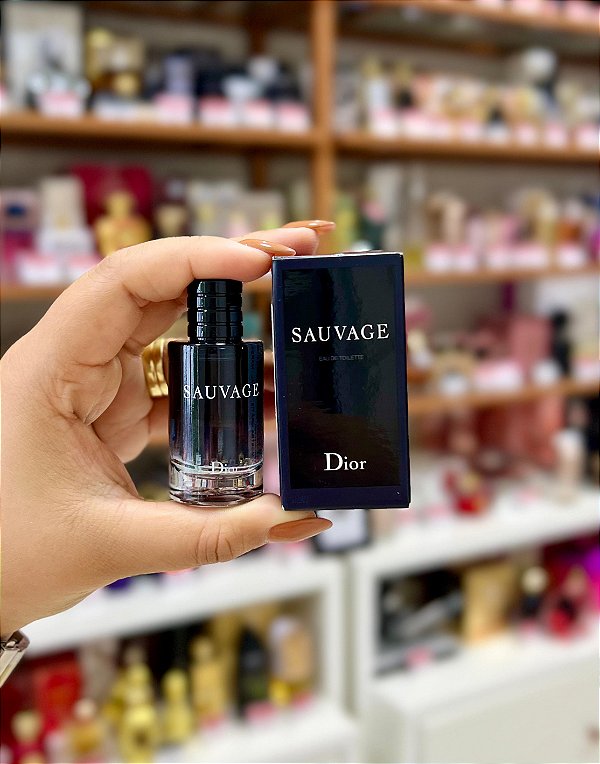 SAUVAGE
Dior
SAUVAGE
EAU DE TOILETTE
Dior